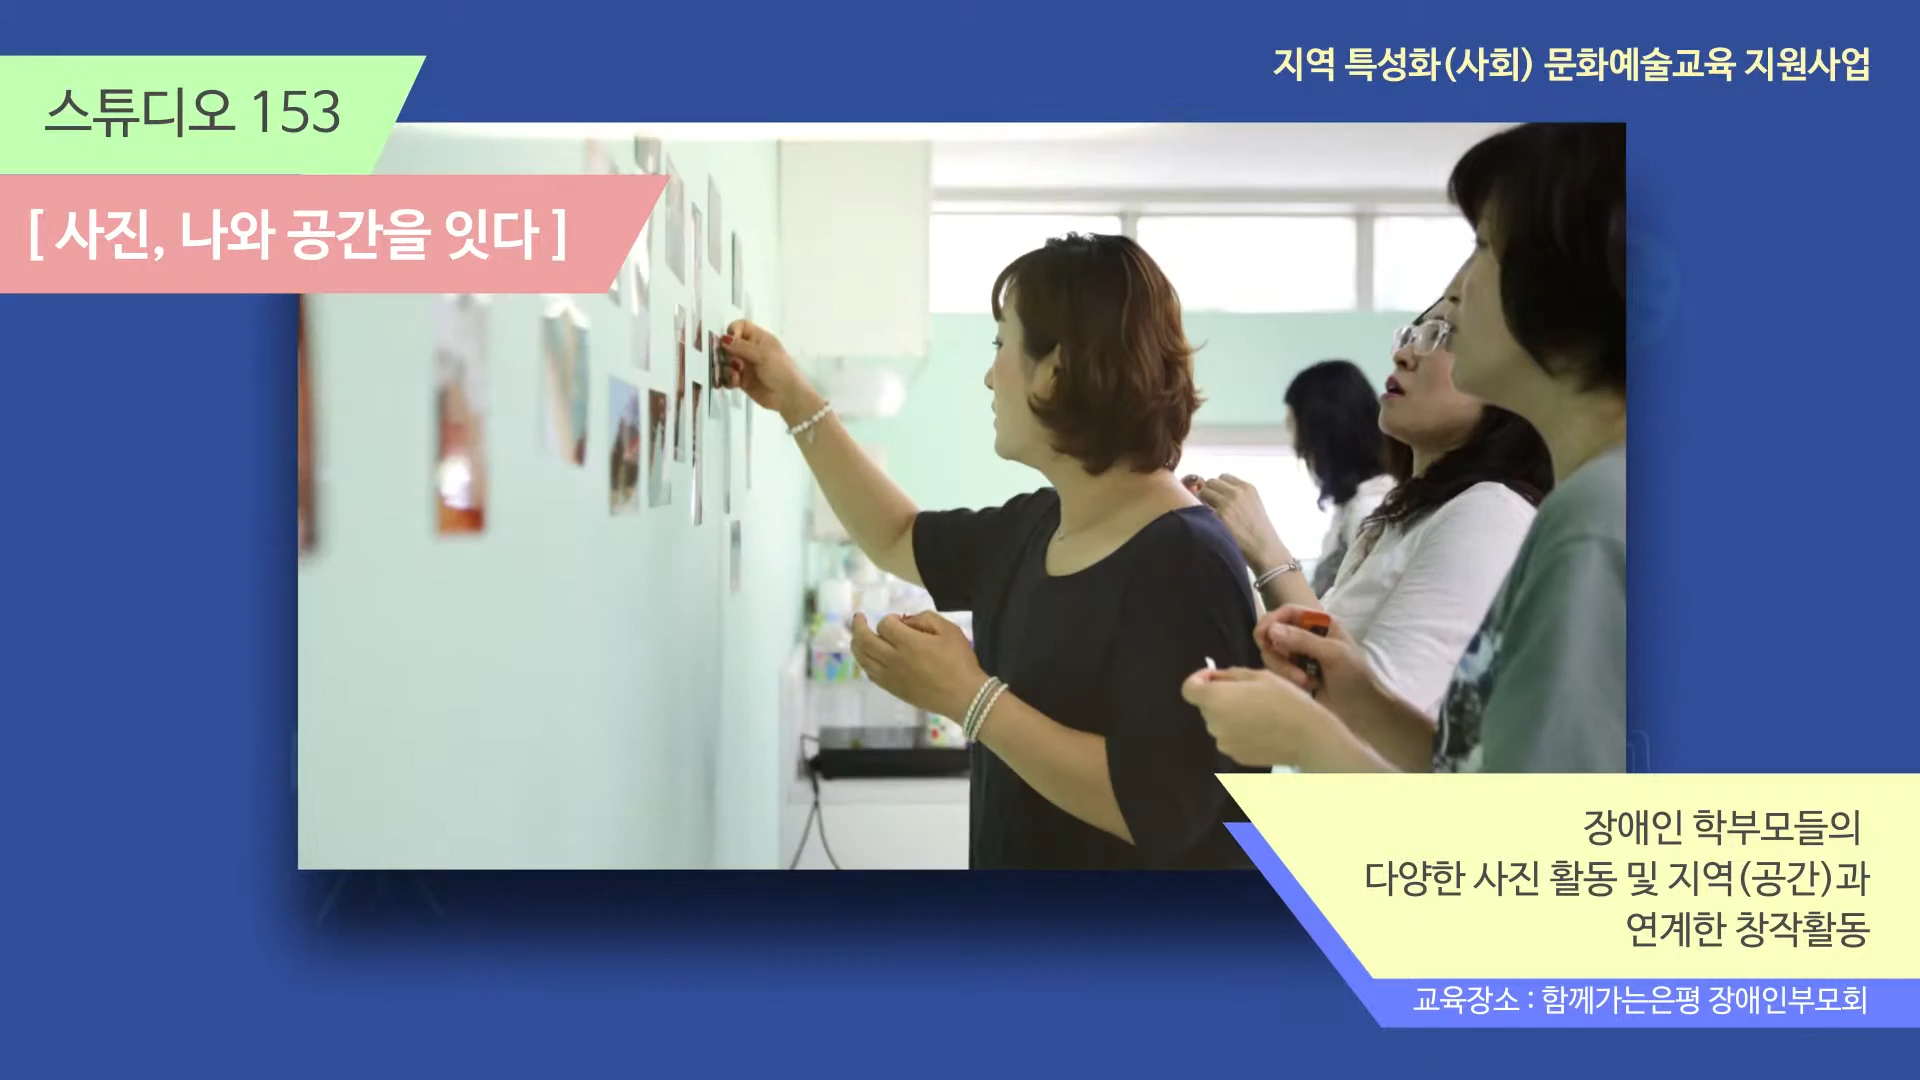 지역 특성화(사회) 문화예술교육 지원사업
스튜디오 153
[ 사진, 나와 공간을 잇다 ]
장애인 학부모들의
다양한 사진 활동 및 지역(공간)과
연계한 창작활동
교육장소 : 함께가는은평 장애인부모회